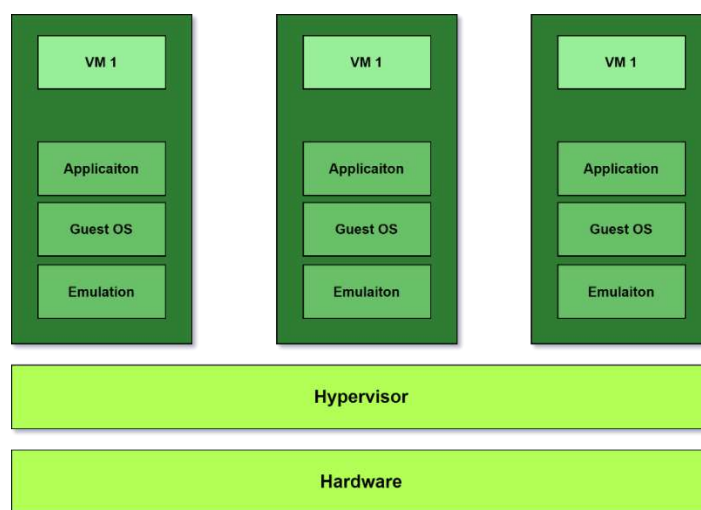 VM 1
Applicaiton
Guest OS
Emulation
VM 1
Applicaiton
Guest OS
Emulaiton
VM 1
Application
Guest OS
Emulaiton
Hypervisor
Hardware